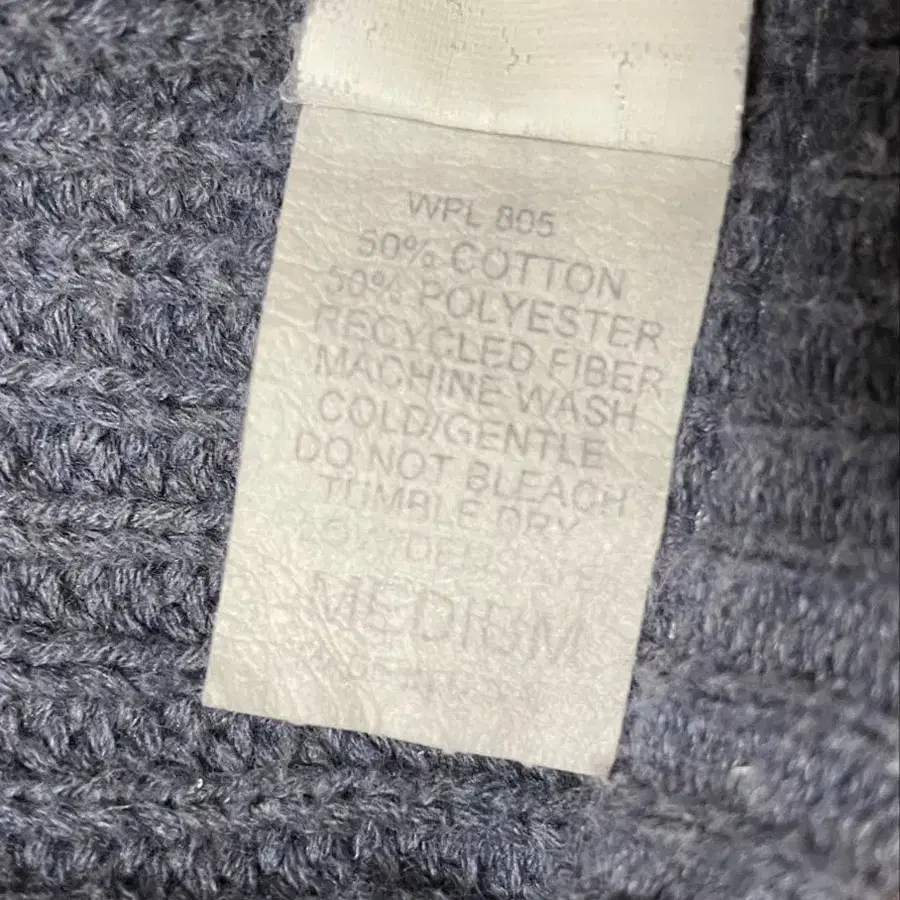 WPL 805
50% COTTON
50% POLYESTER
RECYCLED FIBER
MACHINE WASH
COLD/GENTLE
DO NOT BLEACH
TUMBLE DRY
MEDIUM